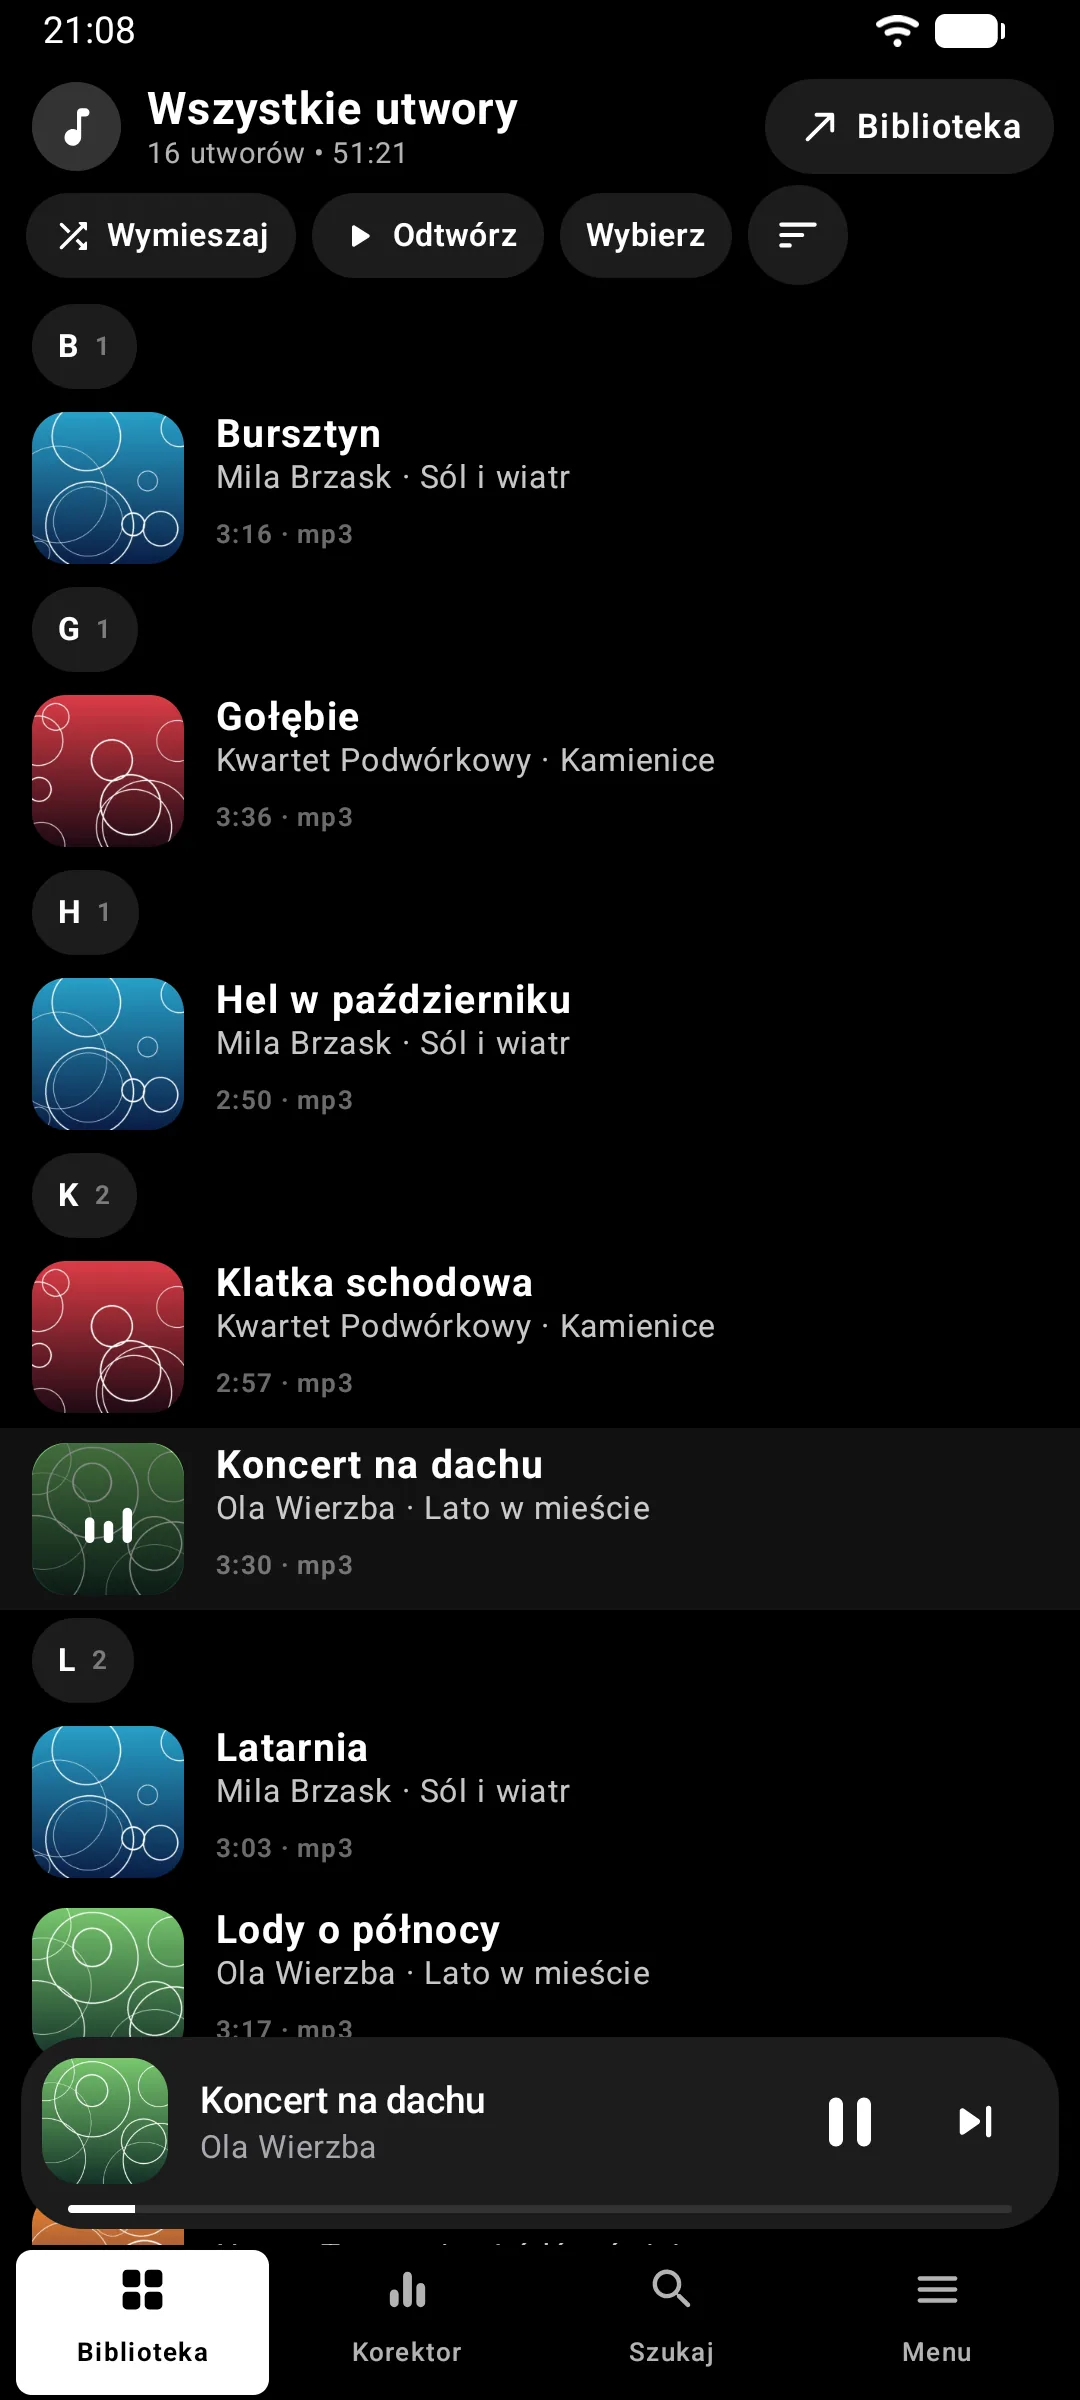 21:08
Wszystkie utwory
16 utworów • 51:21
Biblioteka
Wymieszaj
Odtwórz
Wybierz
B 1
Bursztyn
Mila Brzask · Sól i wiatr
3:16 · mp3
G 1
Gołębie
Kwartet Podwórkowy · Kamienice
3:36 · mp3
H 1
Hel w październiku
Mila Brzask · Sól i wiatr
2:50 · mp3
K 2
Klatka schodowa
Kwartet Podwórkowy · Kamienice
2:57 · mp3
Koncert na dachu
Ola Wierzba · Lato w mieście
3:30 · mp3
L 2
Latarnia
Mila Brzask · Sól i wiatr
3:03 · mp3
Lody o północy
Ola Wierzba · Lato w mieście
3:17 · mp3
Koncert na dachu
Ola Wierzba
Biblioteka
Korektor
Szukaj
Menu